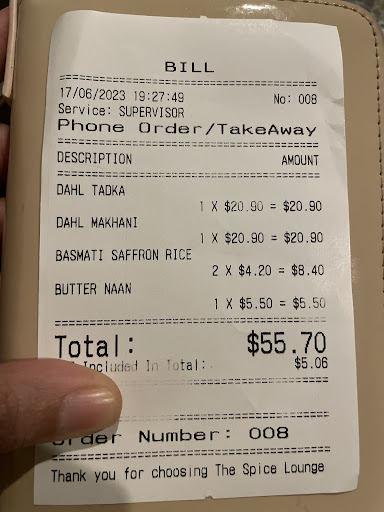 BILL
17/06/2023 19:27:49 No: 008
Service: SUPERVISOR
Phone Order/TakeAway
DESCRIPTION AMOUNT
DAHL TADKA
1 X $20.90 = $20.90
DAHL MAKHANI
1 X $20.90 = $20.90
BASMATI SAFFRON RICE
2 X $4.20 = $8.40
BUTTER NAAN
1 X $5.50 = $5.50
Total: $55.70
Included In Total: $5.06
Order Number: 008
Thank you for choosing The Spice Lounge